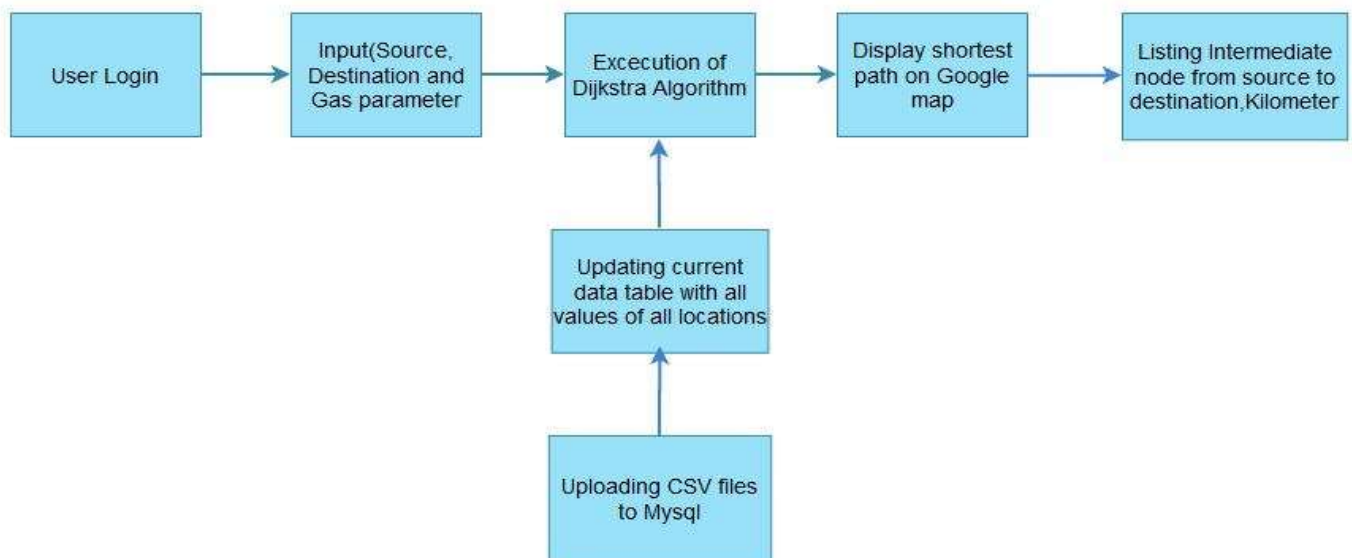 User Login
Input(Source,
Destination and
Gas parameter
Excecution of
Dijkstra Algorithm
Display shortest
path on Google
map
Listing Intermediate
node from source to
destination,Kilometer
Updating current
data table with all
values of all locations
Uploading CSV files
to Mysql